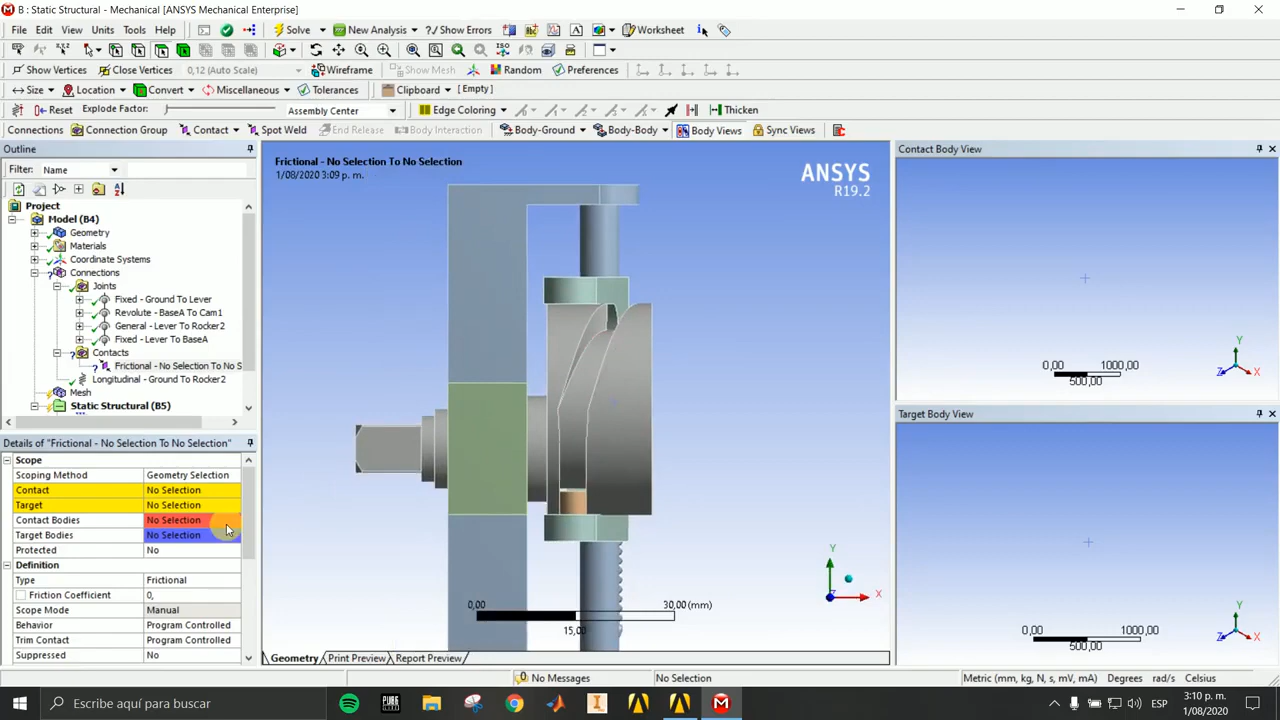 B : Static Structural - Mechanical [ANSYS Mechanical Enterprise]
File Edit View Units Tools Help Solve New Analysis ?/ Show Errors Worksheet
Show Vertices Close Vertices 0,12 (Auto Scale) Wireframe Show Mesh Random Preferences
Size Location Convert Miscellaneous Tolerances Clipboard [ Empty ]
Reset Explode Factor: Assembly Center Edge Coloring Thicken
Connections Connection Group Contact Spot Weld End Release Body Interaction Body-Ground Body-Body Body Views Sync Views
Outline
Filter: Name
Project
Model (B4)
Geometry
Materials
Coordinate Systems
Connections
Joints
Fixed - Ground To Lever
Revolute - BaseA To Cam1
General - Lever To Rocker2
Fixed - Lever To BaseA
Contacts
Frictional - No Selection To No S
Longitudinal - Ground To Rocker2
Mesh
Static Structural (B5)
Details of "Frictional - No Selection To No Selection"
Scope
Scoping Method Geometry Selection
Contact No Selection
Target No Selection
Contact Bodies No Selection
Target Bodies No Selection
Protected No
Definition
Type Frictional
Friction Coefficient 0,
Scope Mode Manual
Behavior Program Controlled
Trim Contact Program Controlled
Suppressed No
Frictional - No Selection To No Selection
1/08/2020 3:09 p. m.
ANSYS
R19.2
Y
X
0,00 30,00 (mm)
15,00
Geometry Print Preview Report Preview
Contact Body View
0,00 1000,00
500,00
Y
Z X
Target Body View
0,00 1000,00
500,00
Y
Z X
No Messages No Selection Metric (mm, kg, N, s, mV, mA) Degrees rad/s Celsius
Escribe aquí para buscar
ESP
3:10 p. m.
1/08/2020